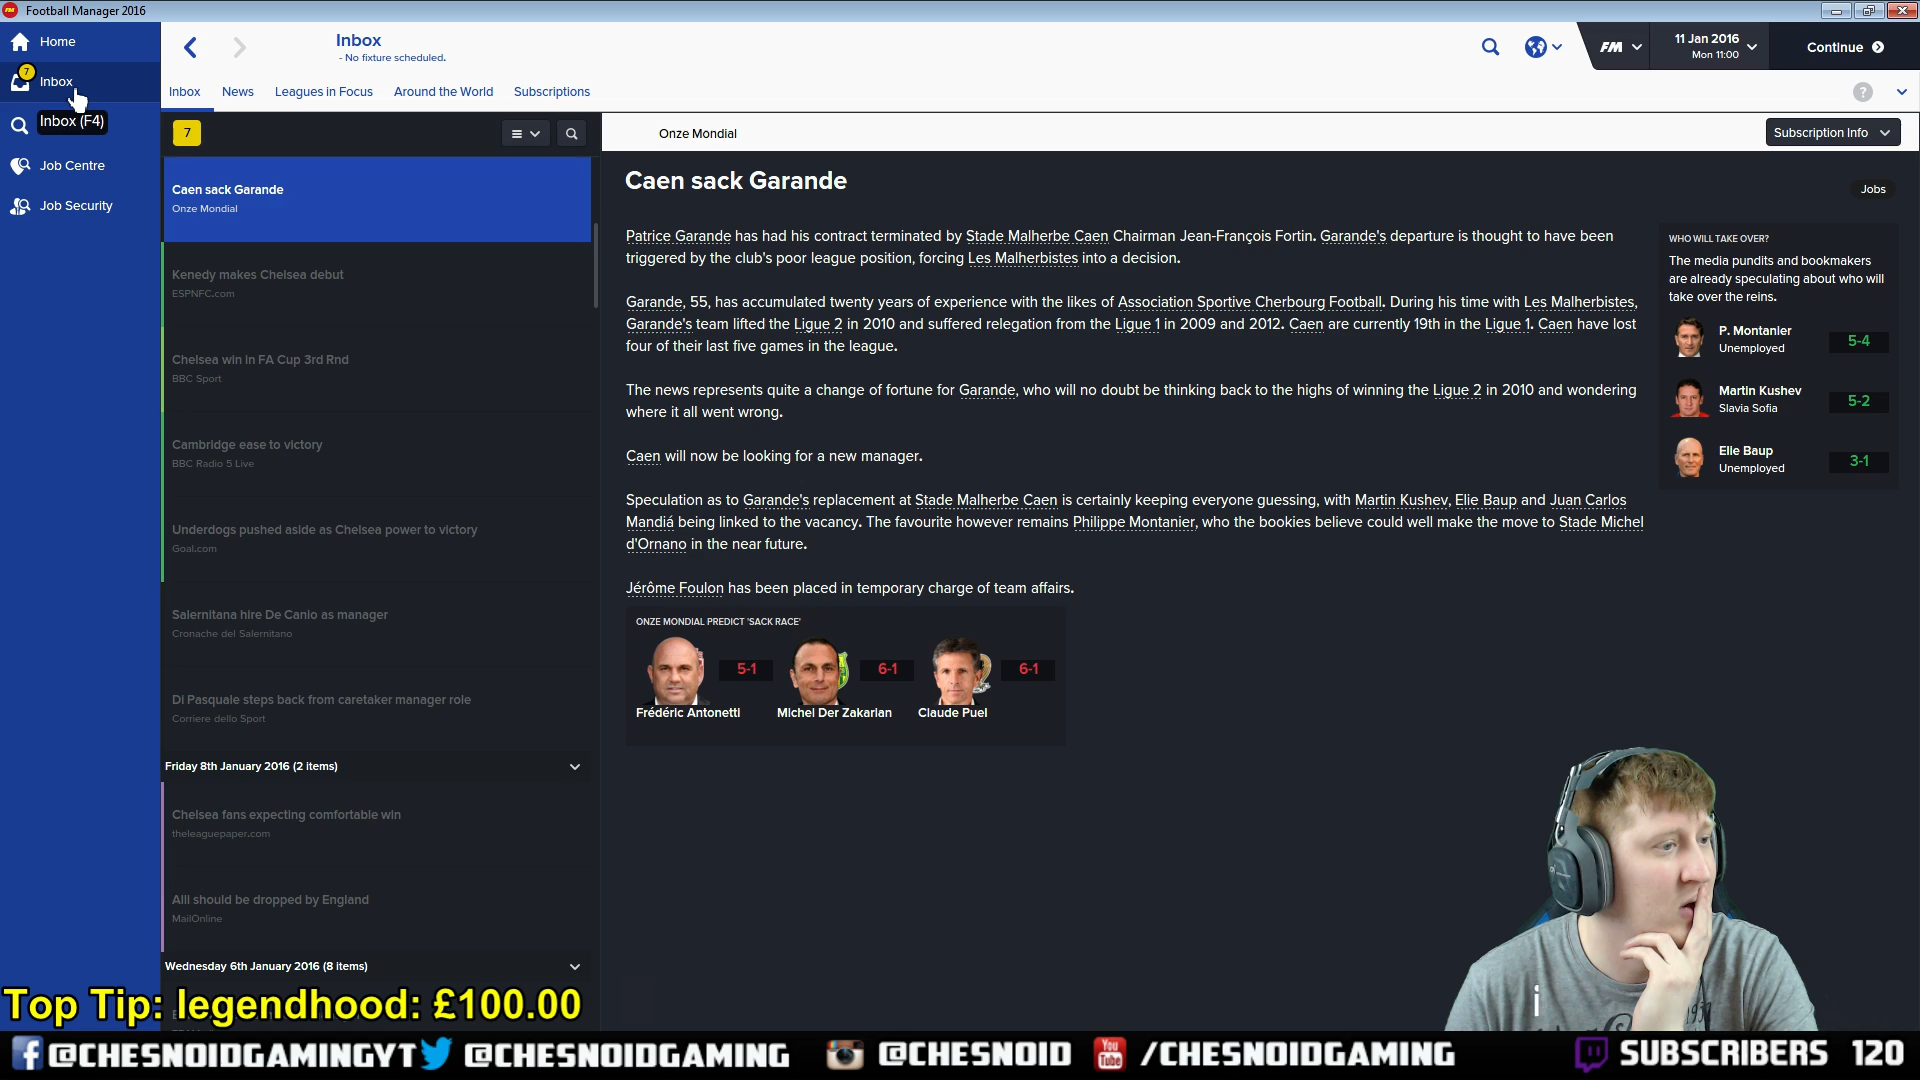 Football Manager 2016
Home
7
Inbox
Inbox (F4)
Job Centre
Job Security
Inbox
- No fixture scheduled.
FM
11 Jan 2016
Mon 11:00
Continue
Inbox News Leagues in Focus Around the World Subscriptions
?
7
Onze Mondial
Subscription Info
Caen sack Garande
Onze Mondial
Kenedy makes Chelsea debut
ESPNFC.com
Chelsea win in FA Cup 3rd Rnd
BBC Sport
Cambridge ease to victory
BBC Radio 5 Live
Underdogs pushed aside as Chelsea power to victory
Goal.com
Salernitana hire De Canio as manager
Cronache del Salernitano
Di Pasquale steps back from caretaker manager role
Corriere dello Sport
Friday 8th January 2016 (2 items)
Chelsea fans expecting comfortable win
theleaguepaper.com
Alli should be dropped by England
MailOnline
Wednesday 6th January 2016 (8 items)
Caen sack Garande
Jobs
Patrice Garande has had his contract terminated by Stade Malherbe Caen Chairman Jean-François Fortin. Garande's departure is thought to have been
triggered by the club's poor league position, forcing Les Malherbistes into a decision.
Garande, 55, has accumulated twenty years of experience with the likes of Association Sportive Cherbourg Football. During his time with Les Malherbistes,
Garande's team lifted the Ligue 2 in 2010 and suffered relegation from the Ligue 1 in 2009 and 2012. Caen are currently 19th in the Ligue 1. Caen have lost
four of their last five games in the league.
The news represents quite a change of fortune for Garande, who will no doubt be thinking back to the highs of winning the Ligue 2 in 2010 and wondering
where it all went wrong.
Caen will now be looking for a new manager.
Speculation as to Garande's replacement at Stade Malherbe Caen is certainly keeping everyone guessing, with Martin Kushev, Elie Baup and Juan Carlos
Mandiá being linked to the vacancy. The favourite however remains Philippe Montanier, who the bookies believe could well make the move to Stade Michel
d'Ornano in the near future.
Jérôme Foulon has been placed in temporary charge of team affairs.
ONZE MONDIAL PREDICT 'SACK RACE'
5-1 6-1 6-1
Frédéric Antonetti Michel Der Zakarian Claude Puel
WHO WILL TAKE OVER?
The media pundits and bookmakers
are already speculating about who will
take over the reins.
P. Montanier
Unemployed
5-4
Martin Kushev
Slavia Sofia
5-2
Elie Baup
Unemployed
3-1
i
Top Tip: legendhood: £100.00
@CHESNOIDGAMINGYT @CHESNOIDGAMING @CHESNOID You Tube /CHESNOIDGAMING SUBSCRIBERS 120